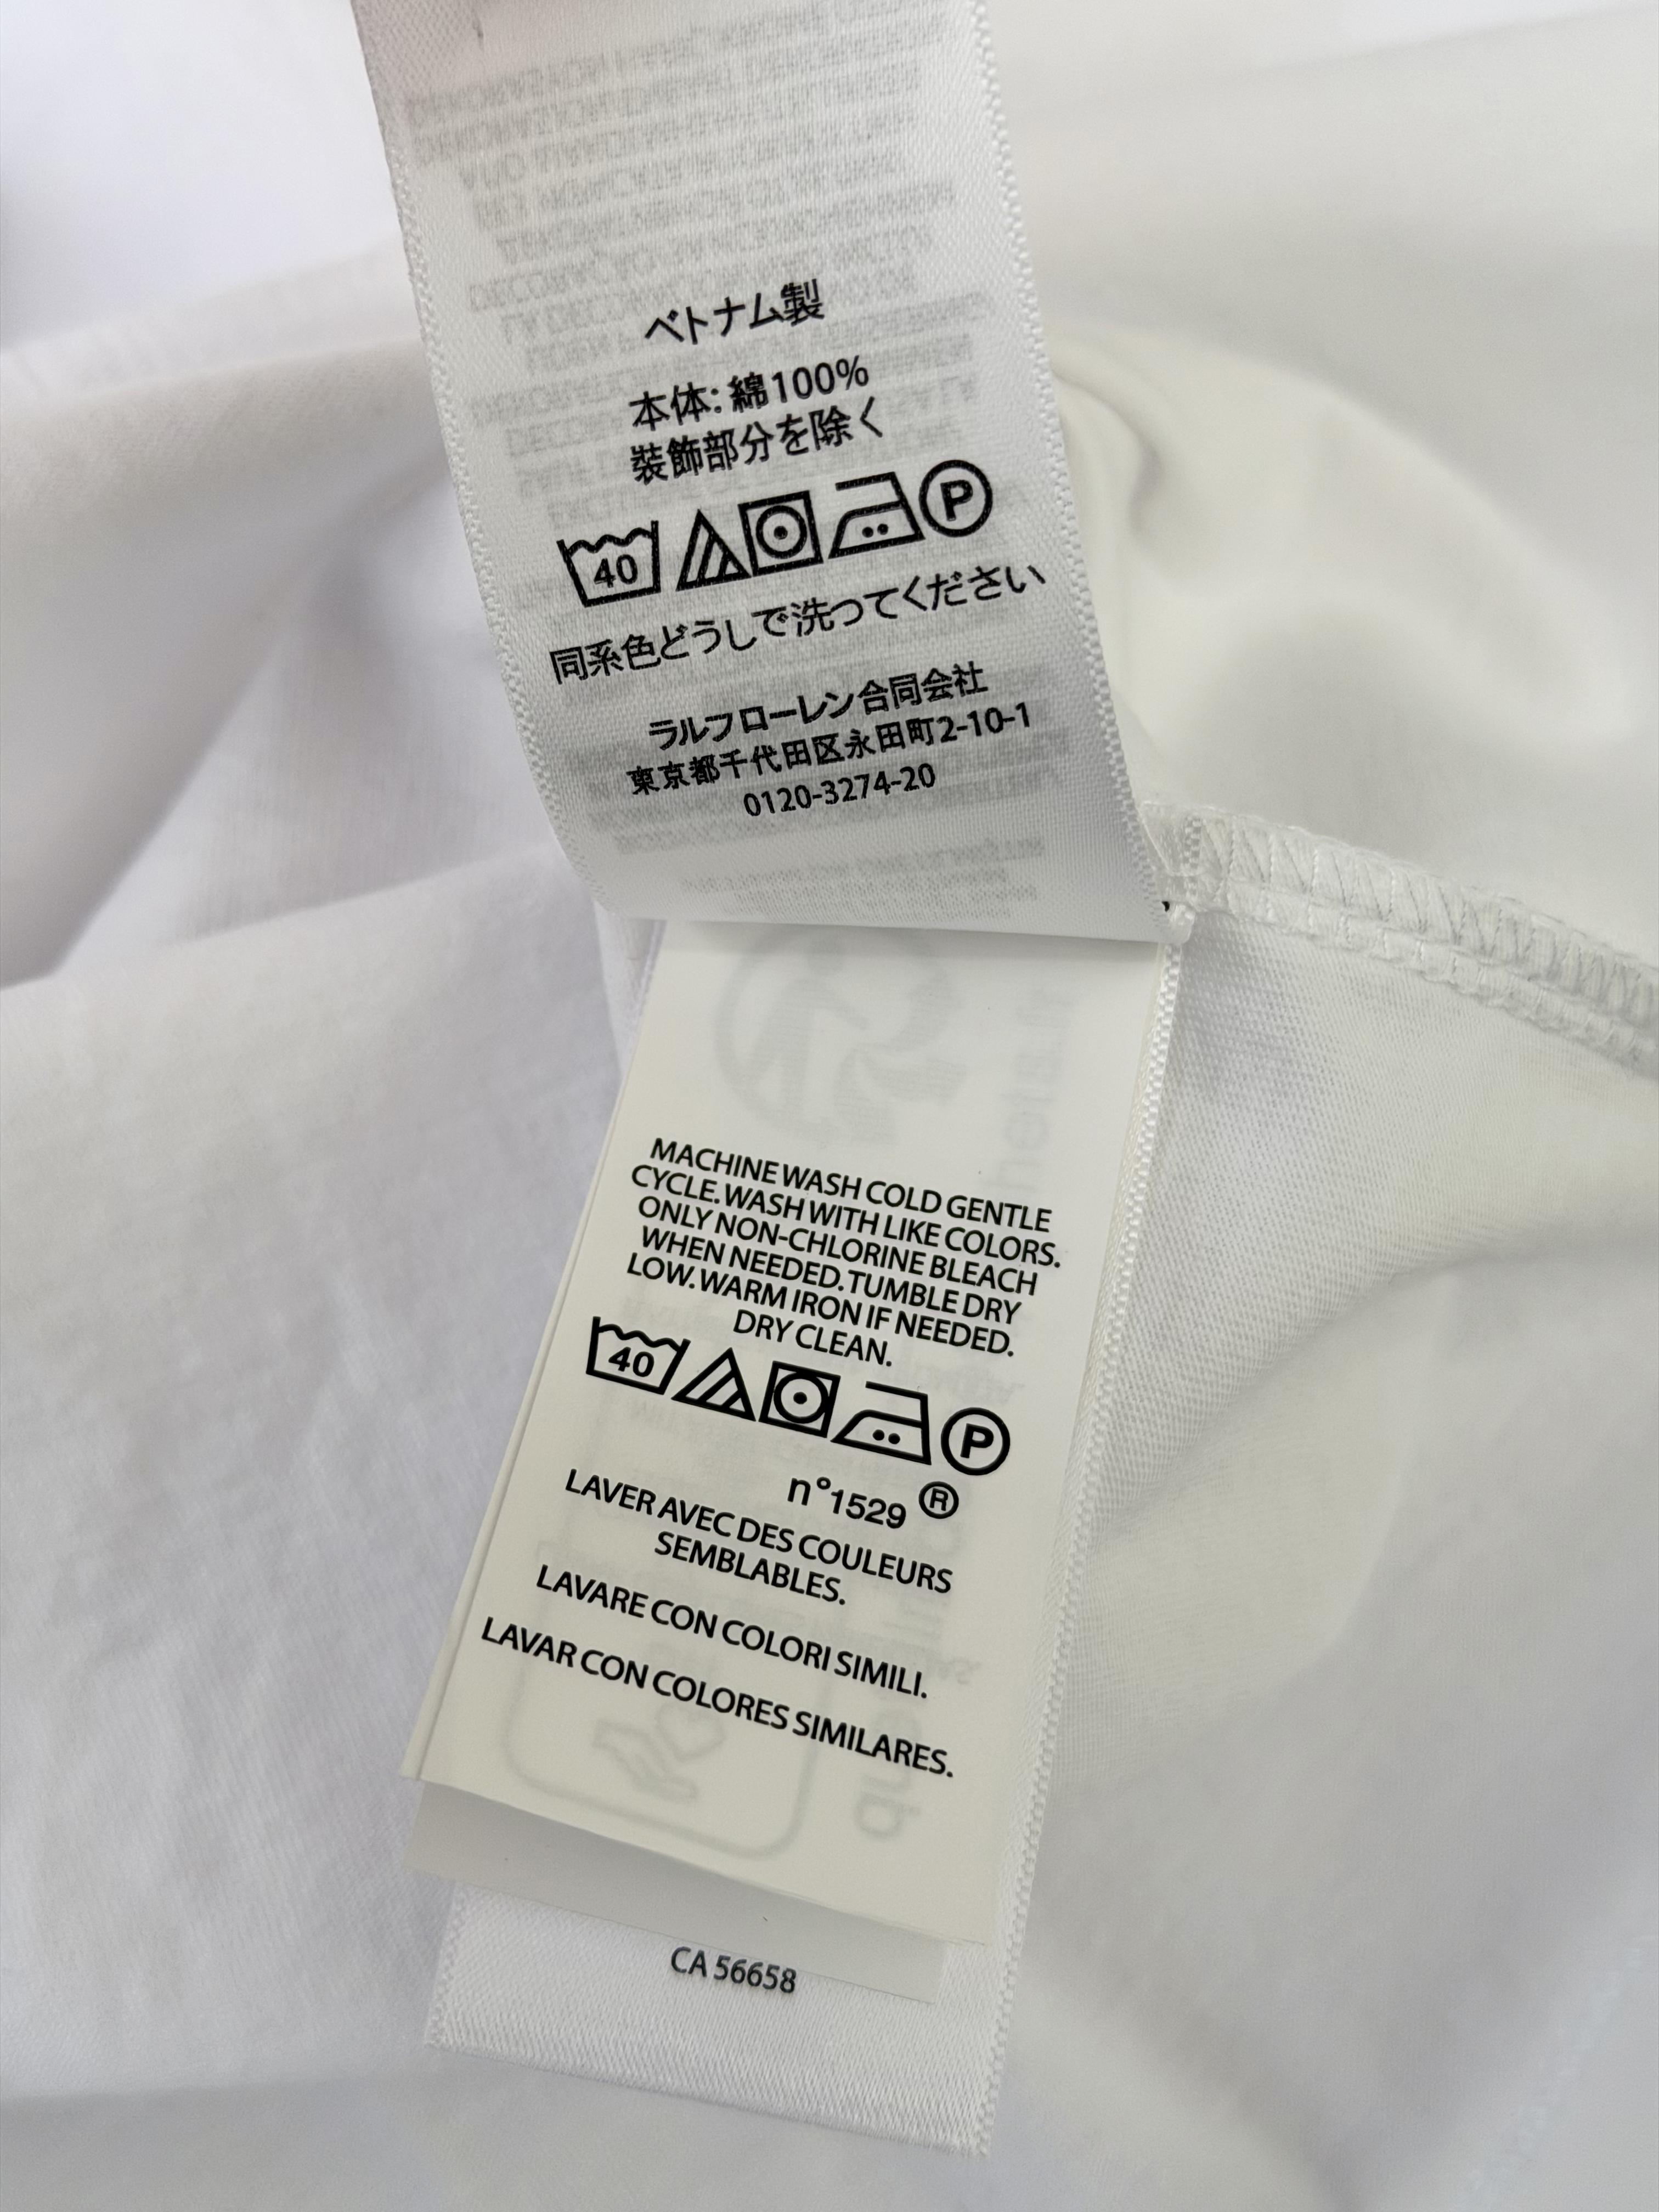 ベトナム製
本体: 綿100%
装飾部分を除く
40 P
同系色どうしで洗ってください
ラルフローレン合同会社
東京都千代田区永田町2-10-1
0120-3274-20
MACHINE WASH COLD GENTLE
CYCLE. WASH WITH LIKE COLORS.
ONLY NON-CHLORINE BLEACH
WHEN NEEDED. TUMBLE DRY
LOW. WARM IRON IF NEEDED.
DRY CLEAN.
40 P
n°1529 ®
LAVER AVEC DES COULEURS
SEMBLABLES.
LAVARE CON COLORI SIMILI.
LAVAR CON COLORES SIMILARES.
CA 56658